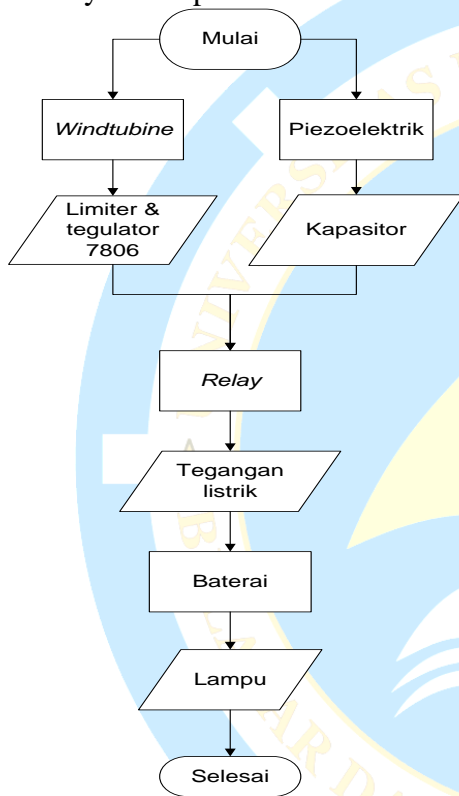 Mulai
Windtubine
Piezoelektrik
Limiter &
tegulator
7806
Kapasitor
Relay
Tegangan
listrik
Baterai
Lampu
Selesai